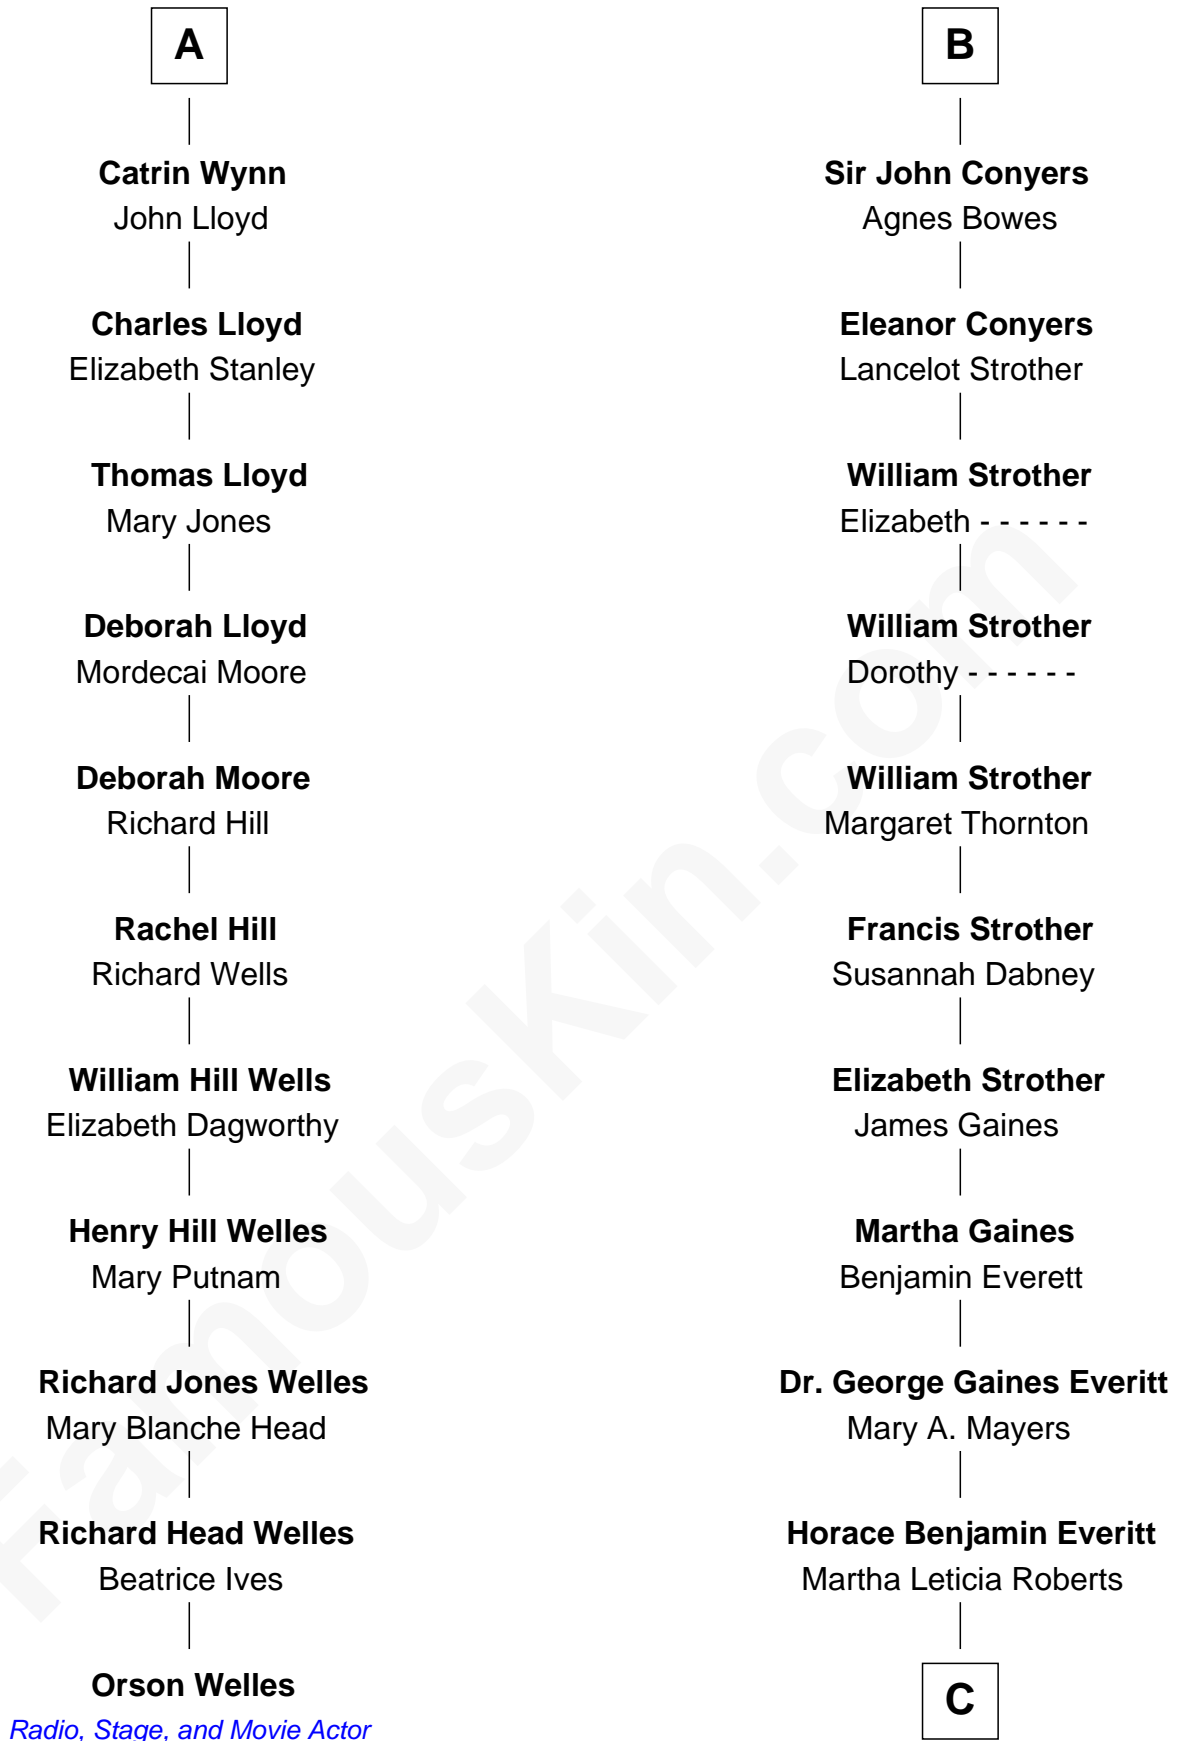 A
Catrin Wynn
John Lloyd
Charles Lloyd
Elizabeth Stanley
Thomas Lloyd
Mary Jones
Deborah Lloyd
Mordecai Moore
Deborah Moore
Richard Hill
Rachel Hill
Richard Wells
William Hill Wells
Elizabeth Dagworthy
Henry Hill Welles
Mary Putnam
Richard Jones Welles
Mary Blanche Head
Richard Head Welles
Beatrice Ives
Orson Welles
Radio, Stage, and Movie Actor
B
Sir John Conyers
Agnes Bowes
Eleanor Conyers
Lancelot Strother
William Strother
Elizabeth - - - - - -
William Strother
Dorothy - - - - - -
William Strother
Margaret Thornton
Francis Strother
Susannah Dabney
Elizabeth Strother
James Gaines
Martha Gaines
Benjamin Everett
Dr. George Gaines Everitt
Mary A. Mayers
Horace Benjamin Everitt
Martha Leticia Roberts
C
FamousKin.com